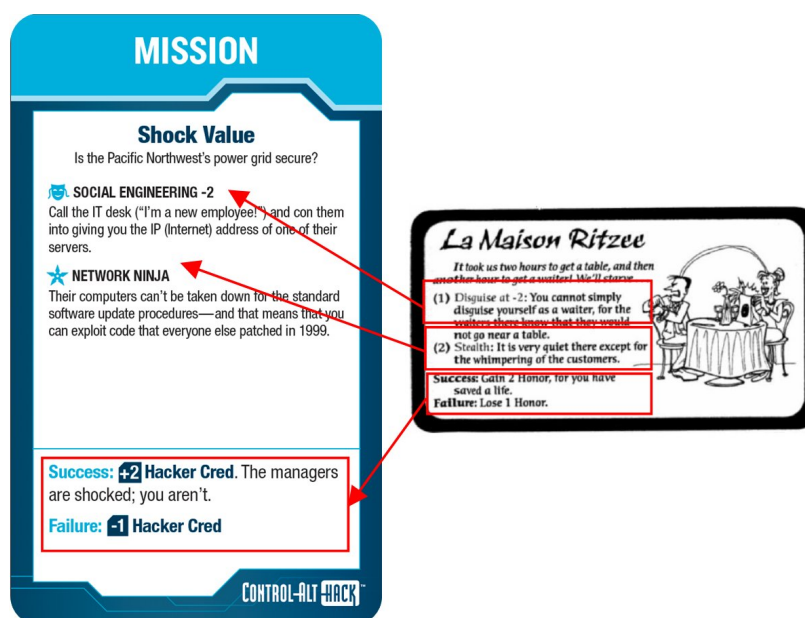 MISSION
Shock Value
Is the Pacific Northwest's power grid secure?
SOCIAL ENGINEERING -2
Call the IT desk ("I'm a new employee!") and con them
into giving you the IP (Internet) address of one of their
servers.
NETWORK NINJA
Their computers can't be taken down for the standard
software update procedures—and that means that you
can exploit code that everyone else patched in 1999.
Success: +2 Hacker Cred. The managers
are shocked; you aren't.
Failure: -1 Hacker Cred
CONTROL-ALT-HACK™
La Maison Ritzee
It took us two hours to get a table, and then
another hour to get a waiter! We'll starve
(1) Disguise at -2: You cannot simply
disguise yourself as a waiter, for the
waiters there know that they would
not go near a table.
(2) Stealth: It is very quiet there except for
the whimpering of the customers.
Success: Gain 2 Honor, for you have
saved a life.
Failure: Lose 1 Honor.